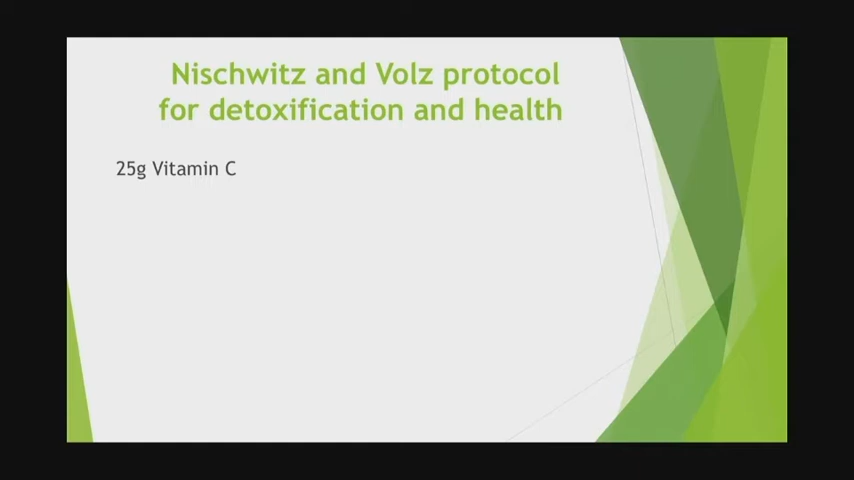 Nischwitz and Volz protocol
for detoxification and health
25g Vitamin C